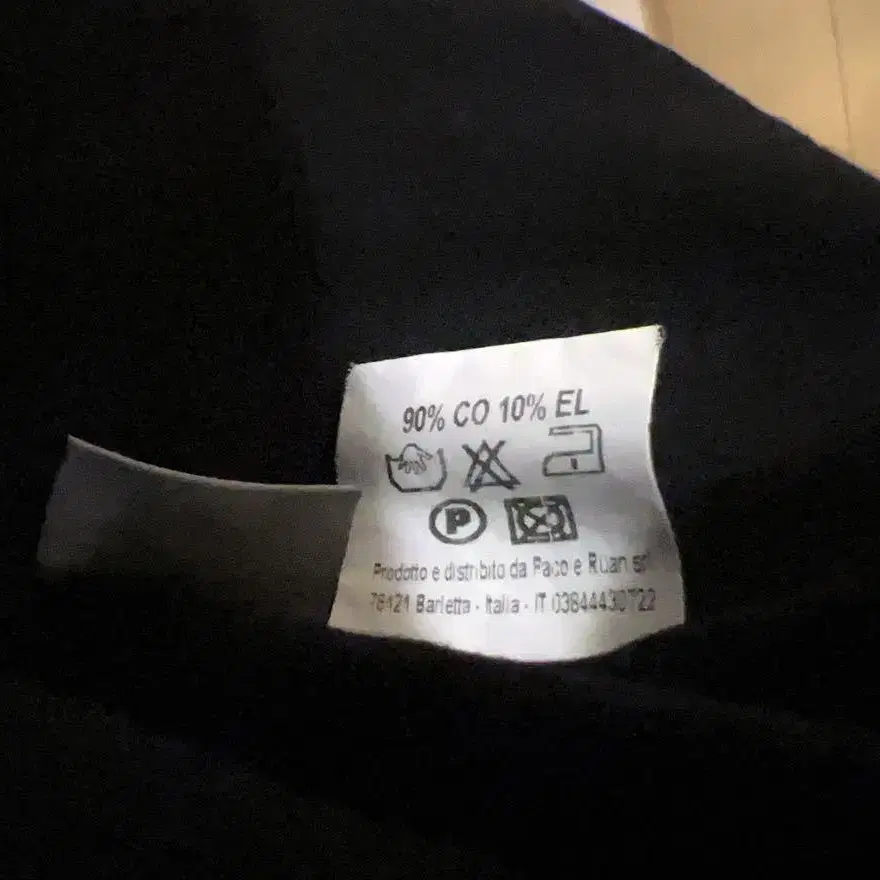 90% CO 10% EL
P
Prodotto e distribito da Paco e Ruan srl
76121 Barletta - Italia - IT 03844430722